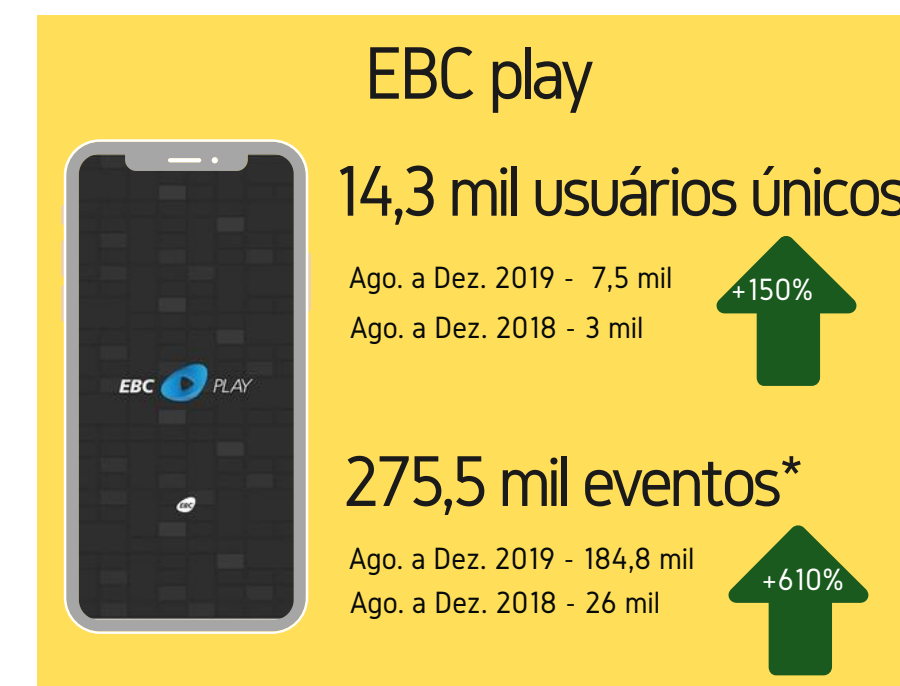 EBC play
14,3 mil usuários únicos
Ago. a Dez. 2019 - 7,5 mil
Ago. a Dez. 2018 - 3 mil
+150%
EBC PLAY
EBC
275,5 mil eventos*
Ago. a Dez. 2019 - 184,8 mil
Ago. a Dez. 2018 - 26 mil
+610%